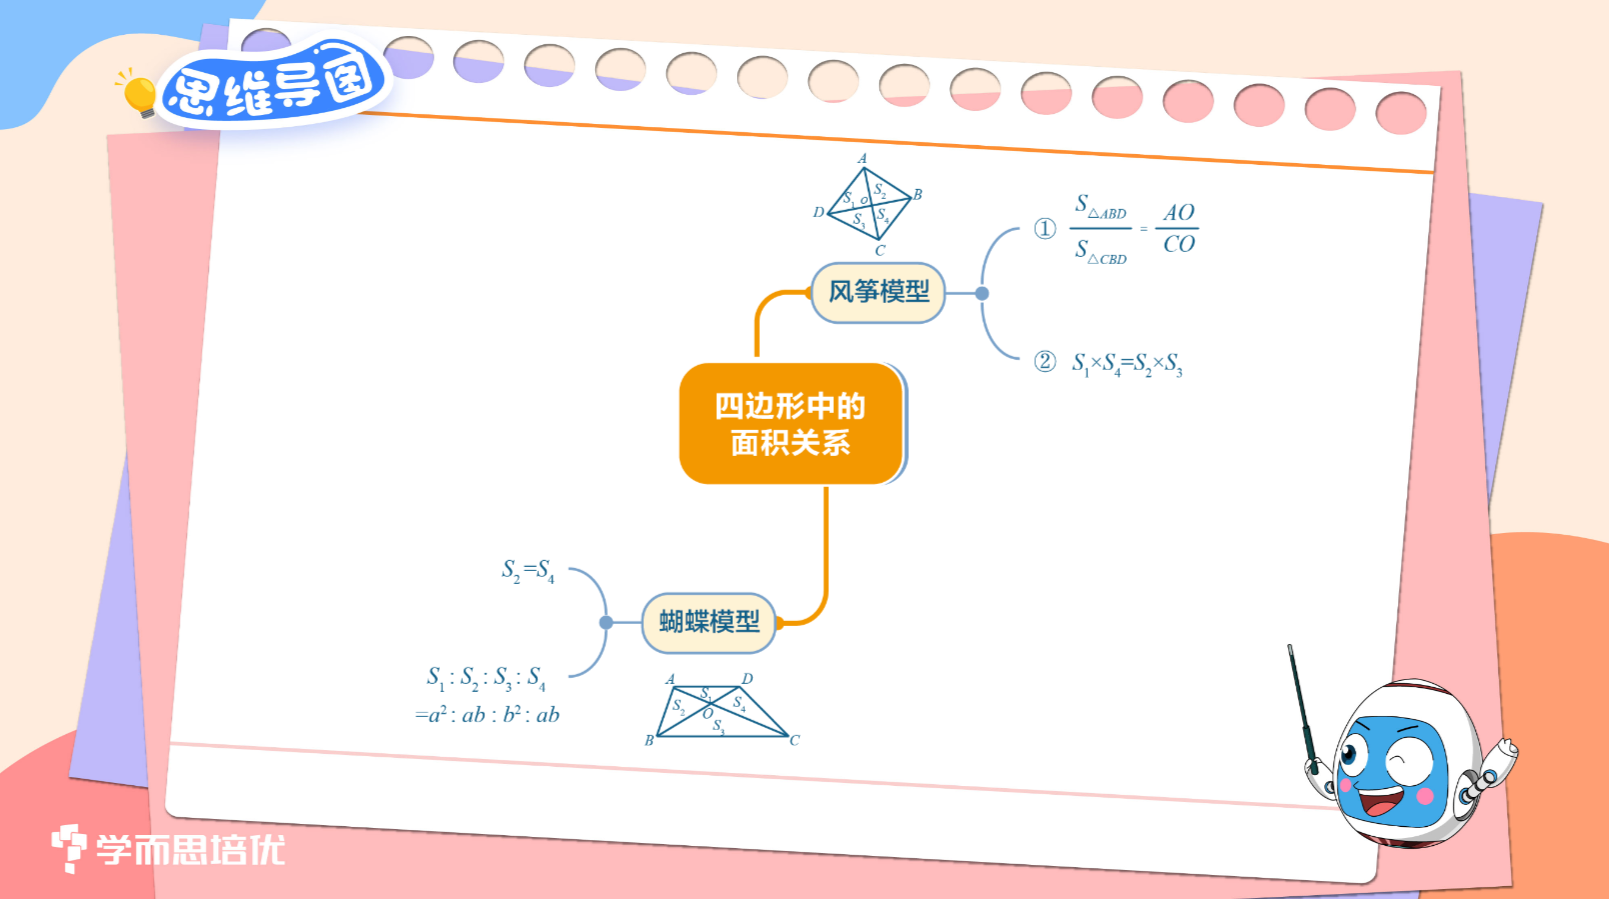 思维导图
A
S₁ S₂ B
D O
S₃ S₄
C
风筝模型
① S△ABD / S△CBD = AO / CO
② S₁×S₄=S₂×S₃
四边形中的
面积关系
S₂=S₄
蝴蝶模型
S₁ : S₂ : S₃ : S₄
=a² : ab : b² : ab
A D
S₁
S₂ O S₄
S₃
B C
学而思培优